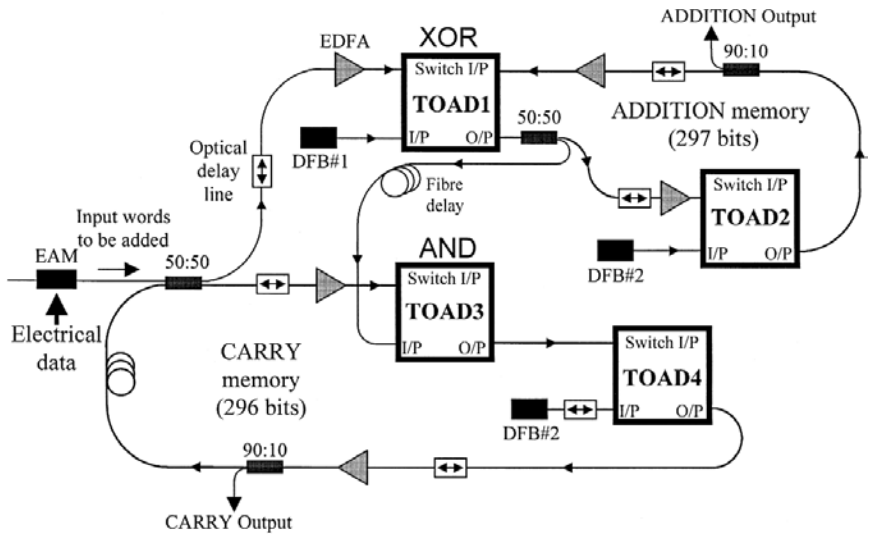 ADDITION Output
EDFA
XOR
90:10
Switch I/P
TOAD1
I/P
O/P
50:50
ADDITION memory
(297 bits)
DFB#1
Optical
delay
line
Fibre
delay
Switch I/P
TOAD2
I/P
O/P
DFB#2
Input words
to be added
EAM
50:50
AND
Switch I/P
TOAD3
I/P
O/P
Electrical
data
CARRY
memory
(296 bits)
Switch I/P
TOAD4
I/P
O/P
DFB#2
90:10
CARRY Output